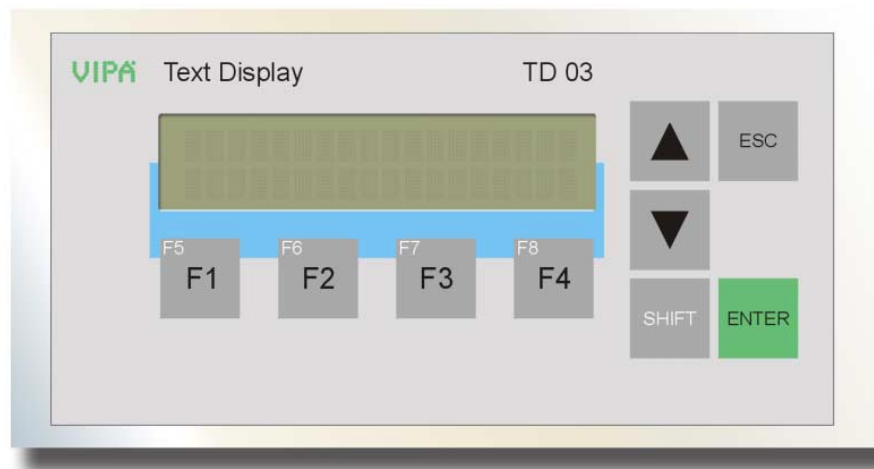 VIPA Text Display TD 03
ESC
F5 F6 F7 F8
F1 F2 F3 F4
SHIFT ENTER